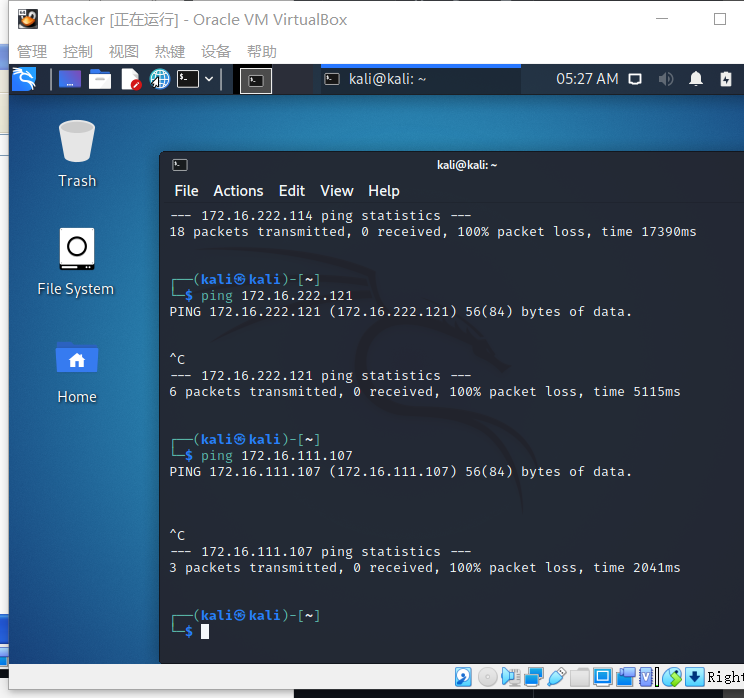 Attacker [正在运行] - Oracle VM VirtualBox
管理 控制 视图 热键 设备 帮助
kali@kali: ~
05:27 AM
Trash
File System
Home
kali@kali: ~
File Actions Edit View Help
--- 172.16.222.114 ping statistics ---
18 packets transmitted, 0 received, 100% packet loss, time 17390ms
┌──(kali㉿kali)-[~]
└─$ ping 172.16.222.121
PING 172.16.222.121 (172.16.222.121) 56(84) bytes of data.
^C
--- 172.16.222.121 ping statistics ---
6 packets transmitted, 0 received, 100% packet loss, time 5115ms
┌──(kali㉿kali)-[~]
└─$ ping 172.16.111.107
PING 172.16.111.107 (172.16.111.107) 56(84) bytes of data.
^C
--- 172.16.111.107 ping statistics ---
3 packets transmitted, 0 received, 100% packet loss, time 2041ms
┌──(kali㉿kali)-[~]
└─$
Right